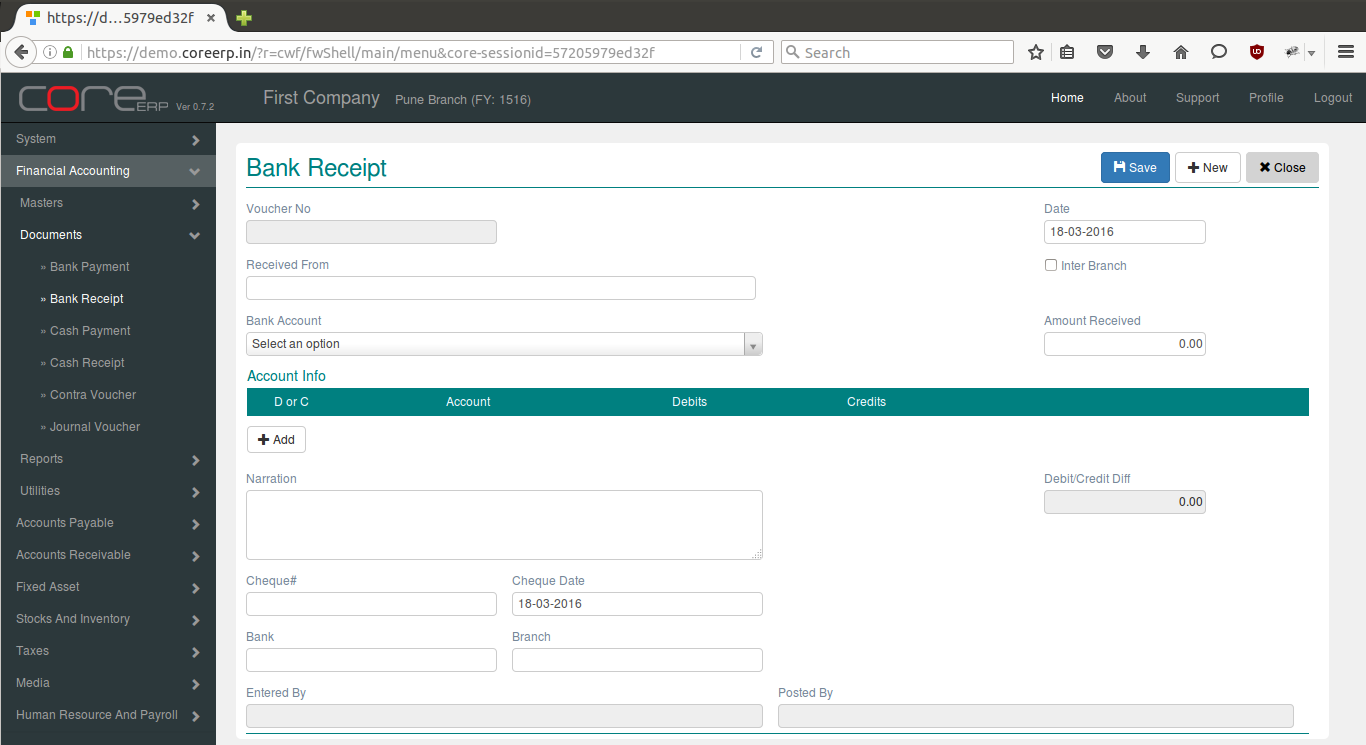 https://d...5979ed32f
https://demo.coreerp.in/?r=cwf/fwShell/main/menu&core-sessionid=57205979ed32f
Search
core ERP Ver 0.7.2
First Company Pune Branch (FY: 1516)
Home About Support Profile Logout
System
Financial Accounting
Masters
Documents
» Bank Payment
» Bank Receipt
» Cash Payment
» Cash Receipt
» Contra Voucher
» Journal Voucher
Reports
Utilities
Accounts Payable
Accounts Receivable
Fixed Asset
Stocks And Inventory
Taxes
Media
Human Resource And Payroll
Bank Receipt
Save New Close
Voucher No Date
18-03-2016
Received From Inter Branch
Bank Account Amount Received
Select an option 0.00
Account Info
D or C Account Debits Credits
Add
Narration Debit/Credit Diff
0.00
Cheque# Cheque Date
18-03-2016
Bank Branch
Entered By Posted By